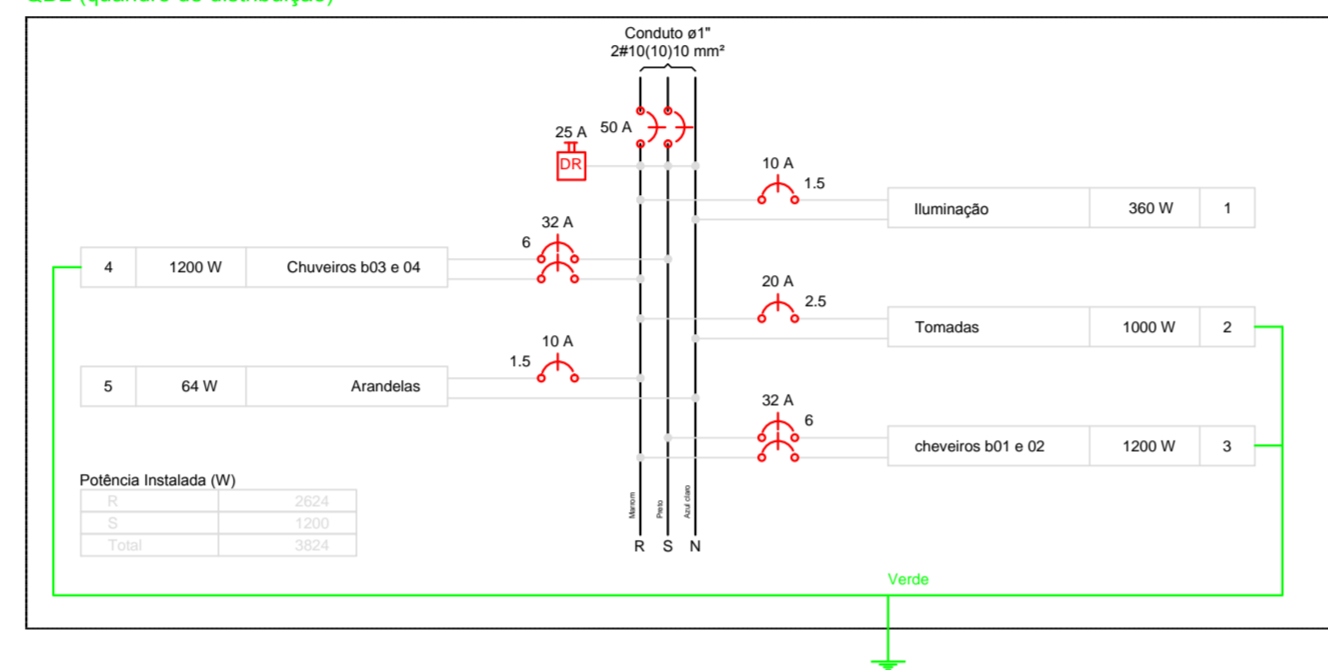 Conduto ø1"
2#10(10)10 mm²
50 A
25 A
DR
10 A
1.5
Iluminação 360 W 1
32 A
6
4 1200 W Chuveiros b03 e 04
20 A
2.5
Tomadas 1000 W 2
10 A
1.5
5 64 W Arandelas
32 A
6
cheveiros b01 e 02 1200 W 3
Potência Instalada (W)
R 2624
S 1200
Total 3824
Marrom
Preto
Azul claro
R S N
Verde